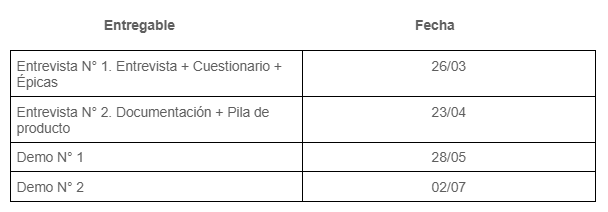 Entregable Fecha
Entrevista N° 1. Entrevista + Cuestionario + 26/03
Épicas
Entrevista N° 2. Documentación + Pila de 23/04
producto
Demo N° 1 28/05
Demo N° 2 02/07